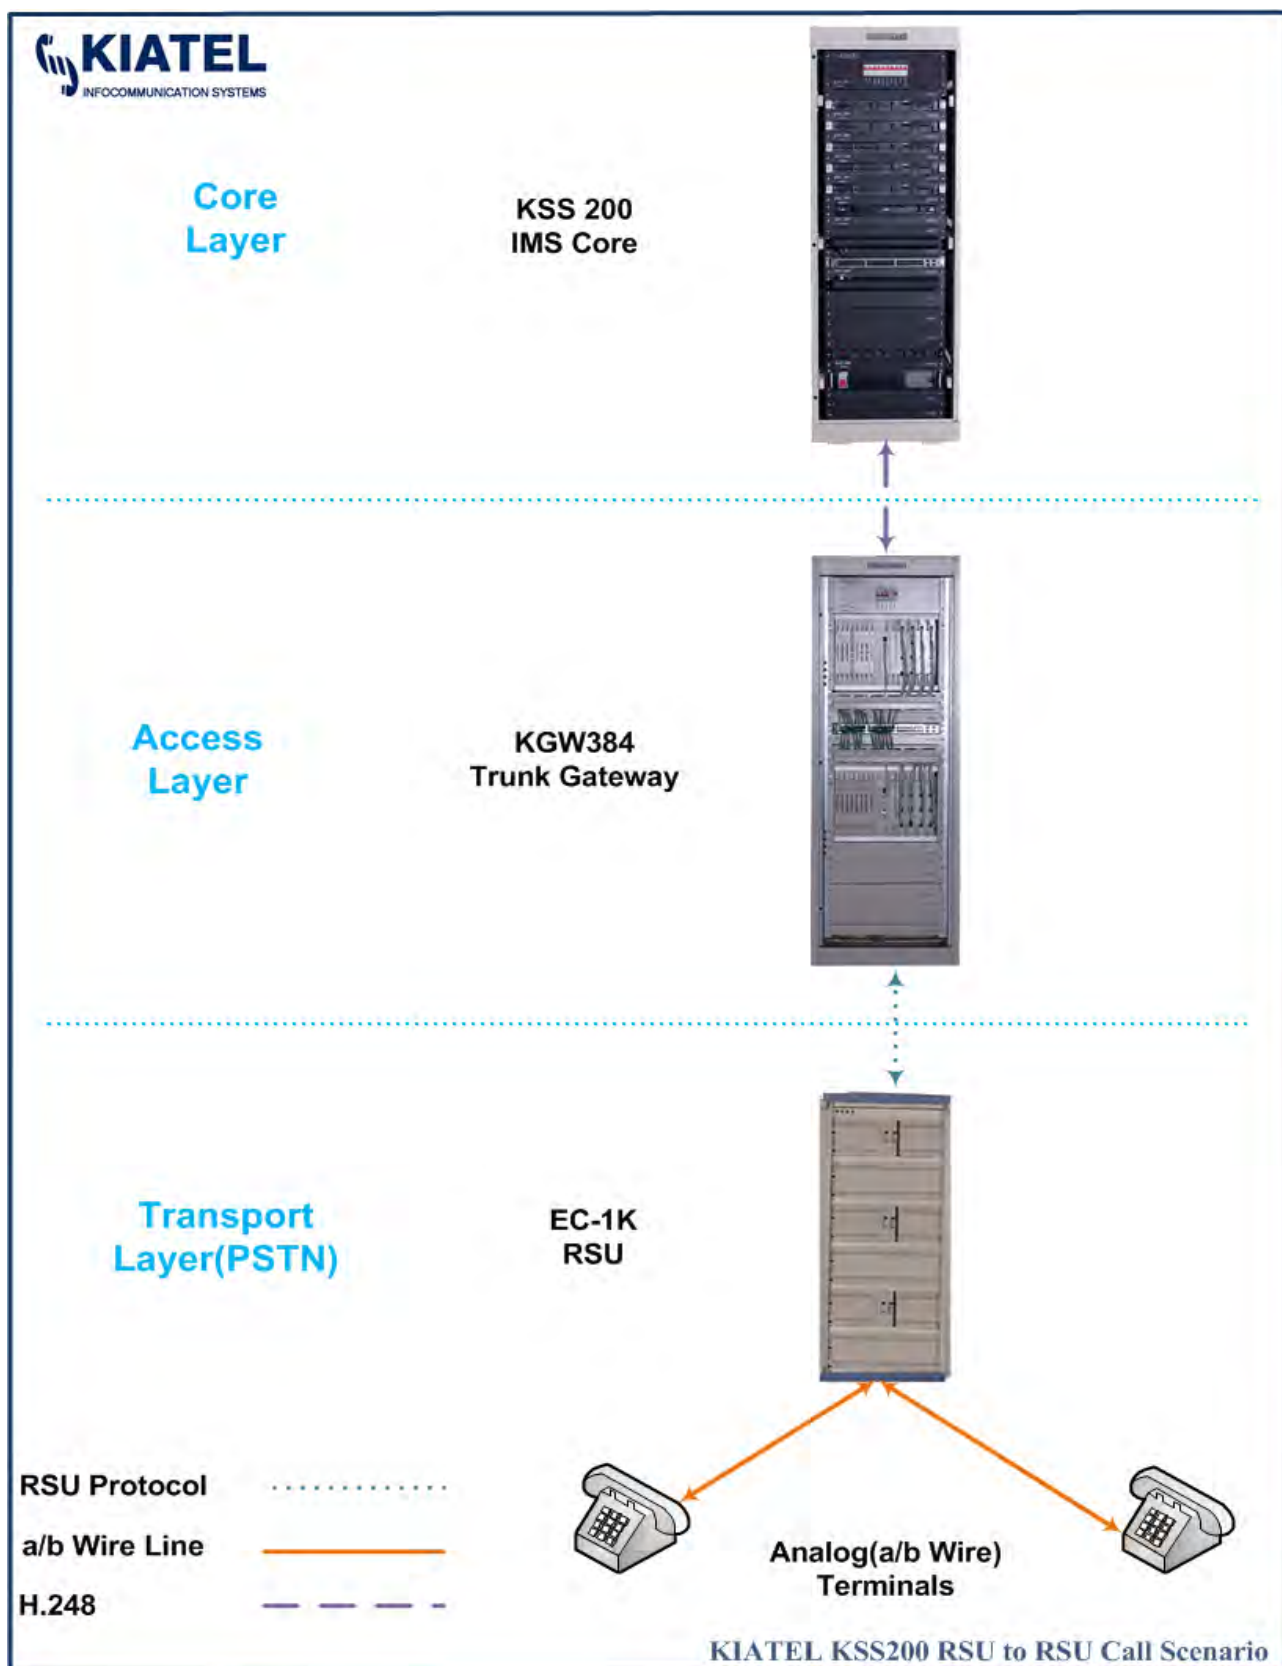 KIATEL
INFOCOMMUNICATION SYSTEMS
Core
Layer
KSS 200
IMS Core
Access
Layer
KGW384
Trunk Gateway
Transport
Layer(PSTN)
EC-1K
RSU
RSU Protocol
a/b Wire Line
H.248
Analog(a/b Wire)
Terminals
KIATEL KSS200 RSU to RSU Call Scenario